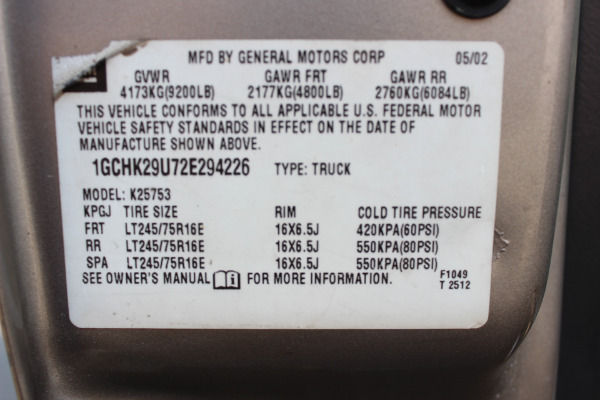 MFD BY GENERAL MOTORS CORP 05/02
GVWR GAWR FRT GAWR RR
4173KG(9200LB) 2177KG(4800LB) 2760KG(6084LB)
THIS VEHICLE CONFORMS TO ALL APPLICABLE U.S. FEDERAL MOTOR
VEHICLE SAFETY STANDARDS IN EFFECT ON THE DATE OF
MANUFACTURE SHOWN ABOVE.
1GCHK29U72E294226 TYPE: TRUCK
MODEL: K25753
KPGJ TIRE SIZE RIM COLD TIRE PRESSURE
FRT LT245/75R16E 16X6.5J 420KPA(60PSI)
RR LT245/75R16E 16X6.5J 550KPA(80PSI)
SPA LT245/75R16E 16X6.5J 550KPA(80PSI)
SEE OWNER'S MANUAL i FOR MORE INFORMATION. F1049
T 2512